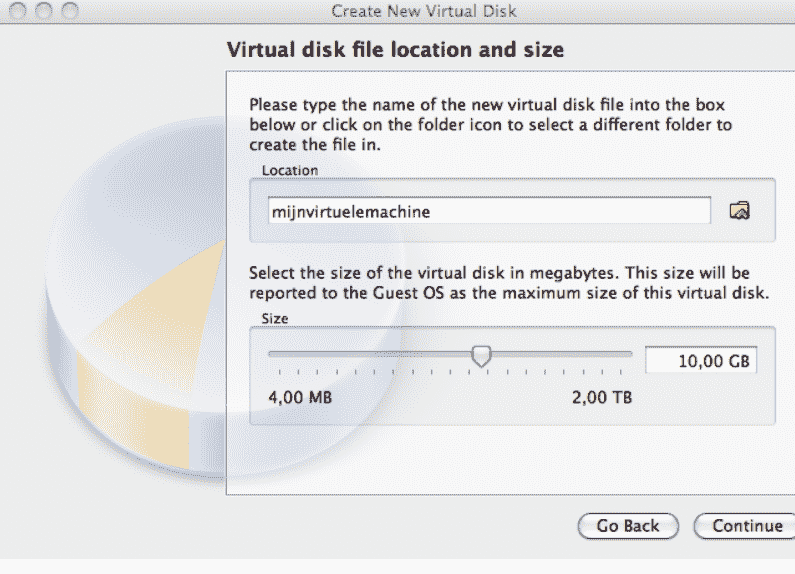 Create New Virtual Disk
Virtual disk file location and size
Please type the name of the new virtual disk file into the box
below or click on the folder icon to select a different folder to
create the file in.
Location
mijnvirtuelemachine
Select the size of the virtual disk in megabytes. This size will be
reported to the Guest OS as the maximum size of this virtual disk.
Size
10,00 GB
4,00 MB 2,00 TB
Go Back Continue